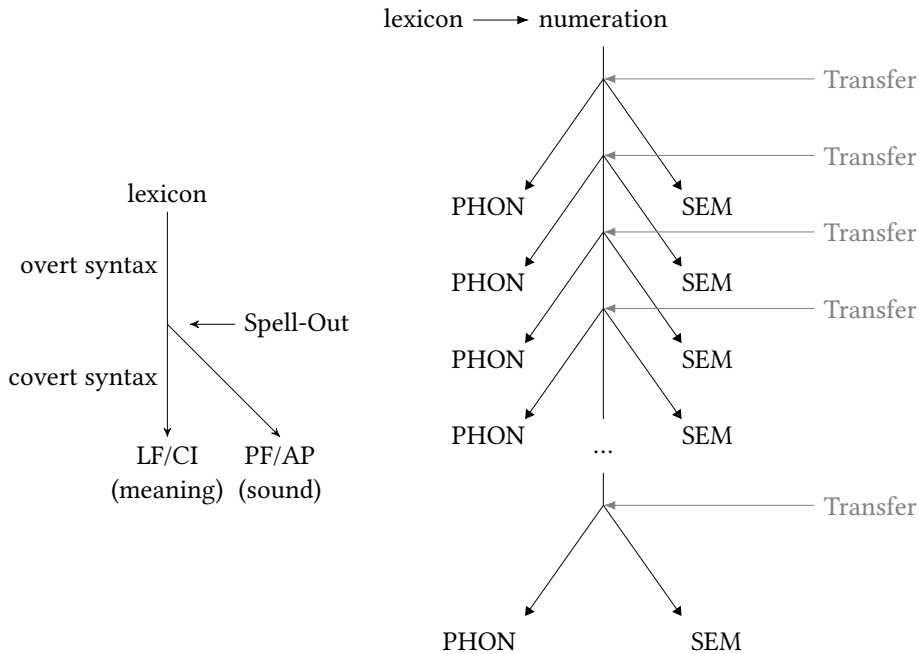 lexicon
overt syntax
Spell-Out
covert syntax
LF/CI PF/AP
(meaning) (sound)
lexicon numeration
Transfer
Transfer
PHON SEM
Transfer
PHON SEM
Transfer
PHON SEM
PHON SEM
...
Transfer
PHON SEM